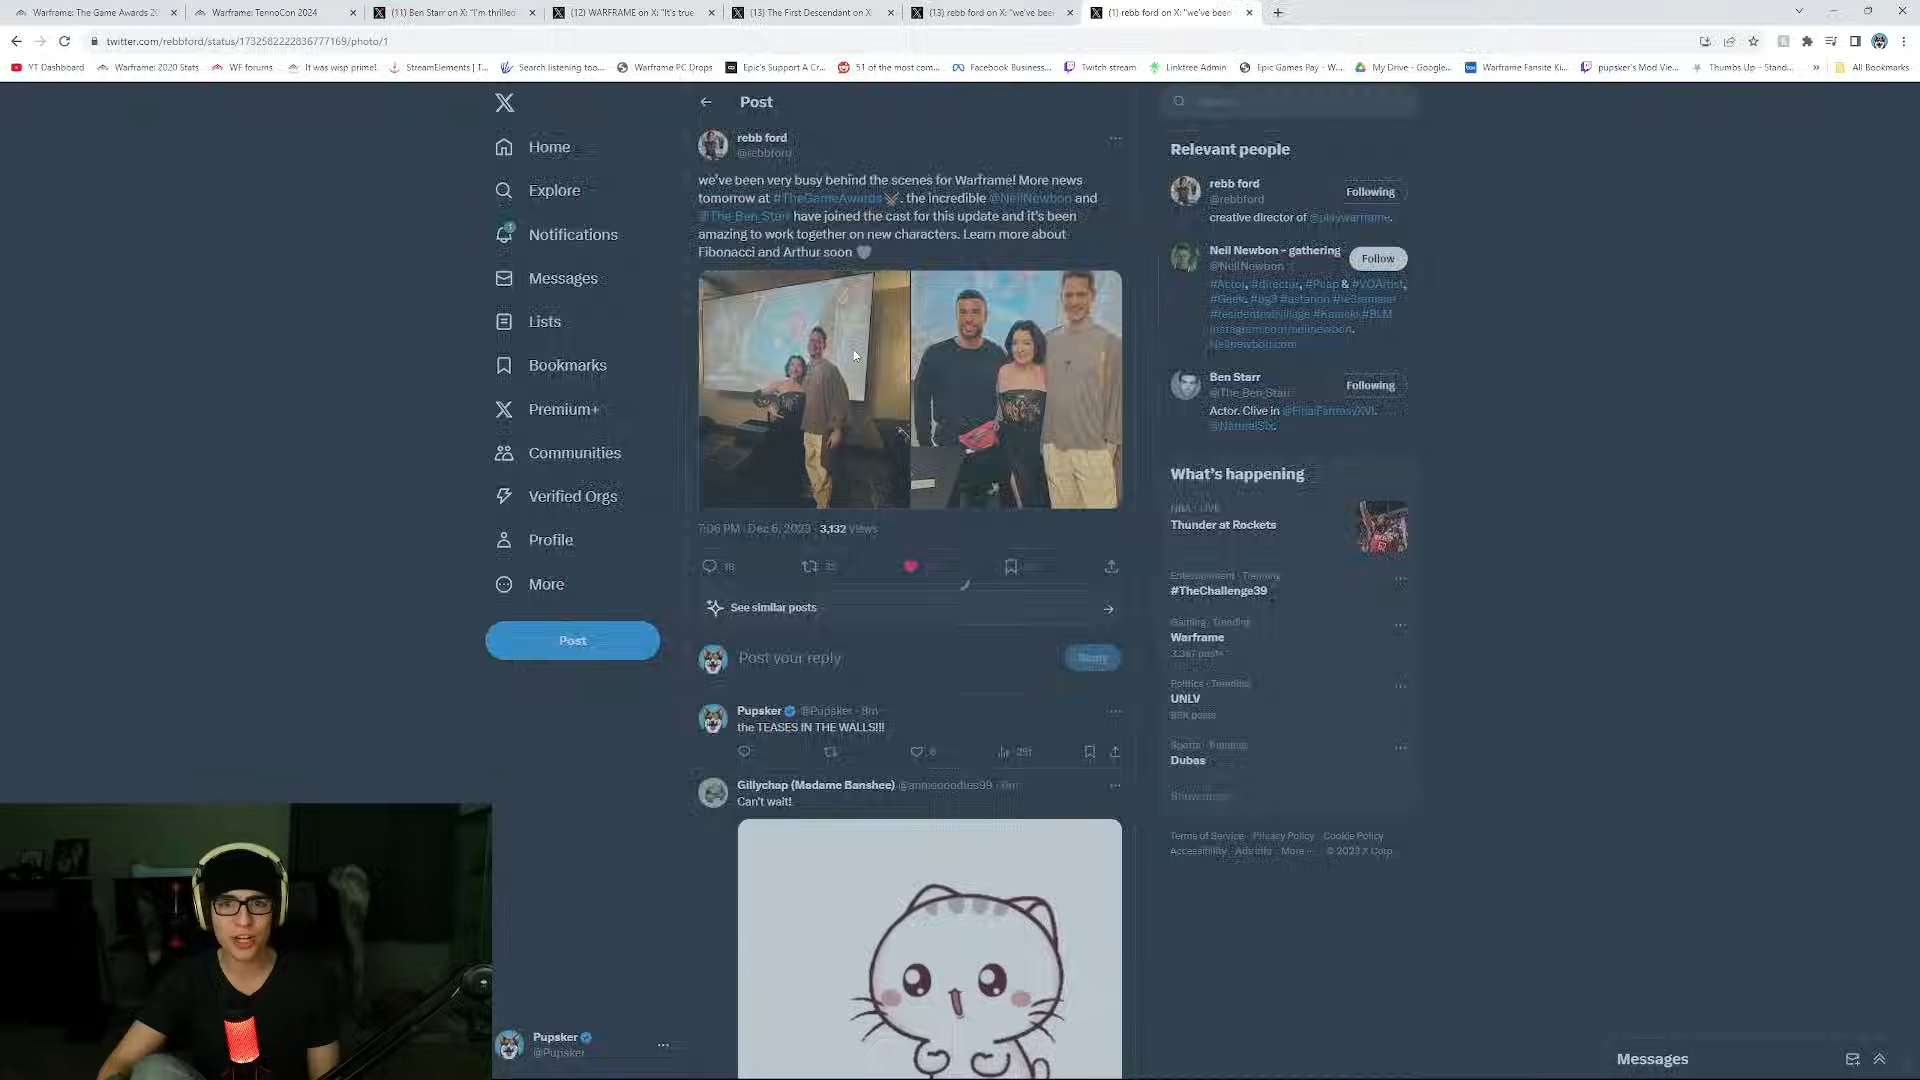 Warframe: The Game Awards 20
Warframe: TennoCon 2024
(11) Ben Starr on X: "I'm thrilled
(12) WARFRAME on X: "It's true
(13) The First Descendant on X
(13) rebb ford on X: "we've bee
(1) rebb ford on X: "we've been
twitter.com/rebbford/status/1732582222836777169/photo/1
YT Dashboard
Warframe: 2020 Stats
WF forums
It was wisp prime!
StreamElements | T...
Search listening too...
Warframe PC Drops
Epic's Support A Cr...
51 of the most com...
Facebook Business...
Twitch stream
Linktree Admin
Epic Games Pay - W...
My Drive - Google...
Warframe Fansite Ki...
pupsker's Mod Vie...
Thumbs Up - Stand...
»
All Bookmarks
Home
Explore
Notifications
Messages
Lists
Bookmarks
Premium+
Communities
Verified Orgs
Profile
More
Post
Pupsker
@Pupsker
Post
rebb ford
@rebbford
we've been very busy behind the scenes for Warframe! More news
tomorrow at #TheGameAwards . the incredible @NeilNewbon and
@The_Ben_Starr have joined the cast for this update and it's been
amazing to work together on new characters. Learn more about
Fibonacci and Arthur soon
7:06 PM · Dec 6, 2023 · 3,132 Views
18
See similar posts
Post your reply
Reply
Pupsker @Pupsker · 8m
the TEASES IN THE WALLS!!!
6
Gillychap (Madame Banshee)
Can't wait!
Relevant people
rebb ford
@rebbford
Following
creative director of @playwarframe.
Neil Newbon - gathering
@NeilNewbon
Follow
#Actor, #director, #Pcap & #VOArtist,
#Geek. #bg3 #astarion
#residentevilvillage #Kamski #BLM
instagram.com/neilnewbon.
neilnewbon.com
Ben Starr
@The_Ben_Starr
Following
Actor. Clive in @FinalFantasyXVI.
@NaturalSix.
What's happening
NBA · LIVE
Thunder at Rockets
Entertainment · Trending
#TheChallenge39
Gaming · Trending
Warframe
posts
Politics · Trending
UNLV
posts
Sports · Trending
Dubas
Show more
Terms of Service Privacy Policy Cookie Policy
Accessibility Ads info More ··· © 2023 X Corp.
Messages